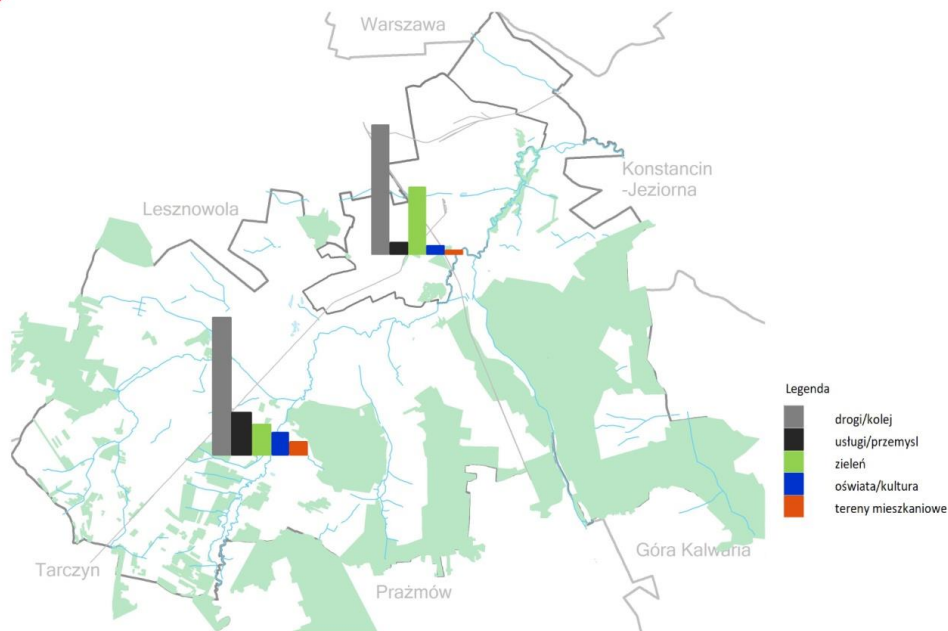 Warszawa
Konstancin
-Jeziorna
Lesznowola
Legenda
drogi/kolej
usługi/przemysl
zieleń
oświata/kultura
tereny mieszkaniowe
Góra Kalwaria
Tarczyn
Prażmów